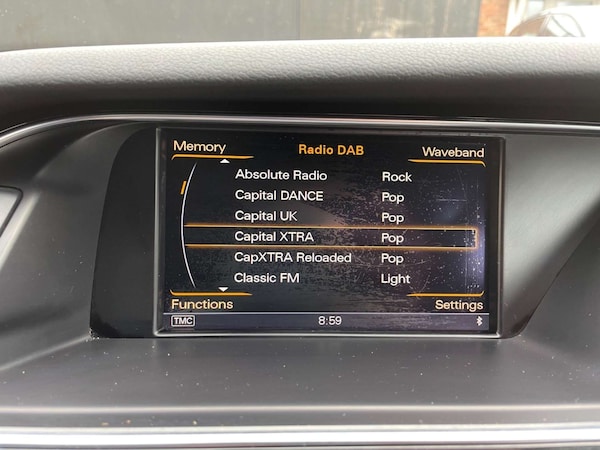 Memory Radio DAB Waveband
Absolute Radio Rock
Capital DANCE Pop
Capital UK Pop
Capital XTRA Pop
CapXTRA Reloaded Pop
Classic FM Light
Functions Settings
TMC 8:59